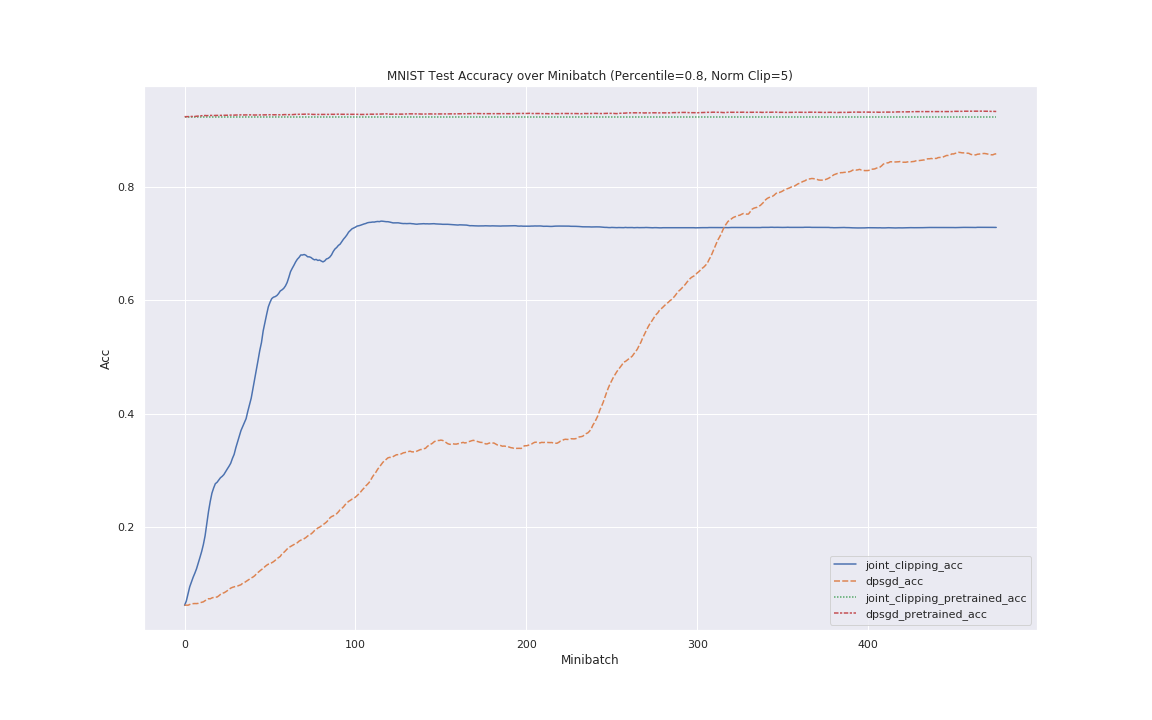 MNIST Test Accuracy over Minibatch (Percentile=0.8, Norm Clip=5)
Acc
0.8
0.6
0.4
0.2
0 100 200 300 400
Minibatch
joint_clipping_acc
dpsgd_acc
joint_clipping_pretrained_acc
dpsgd_pretrained_acc